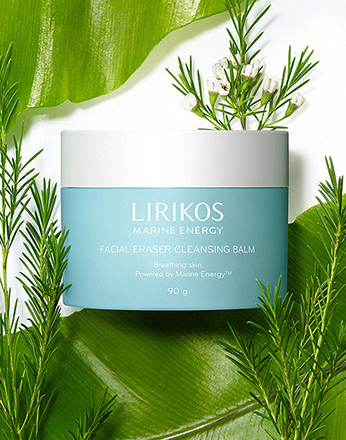 LIRIKOS
MARINE ENERGY
FACIAL ERASER CLEANSING BALM
Breathing skin
Powered by Marine Energy™
90 g